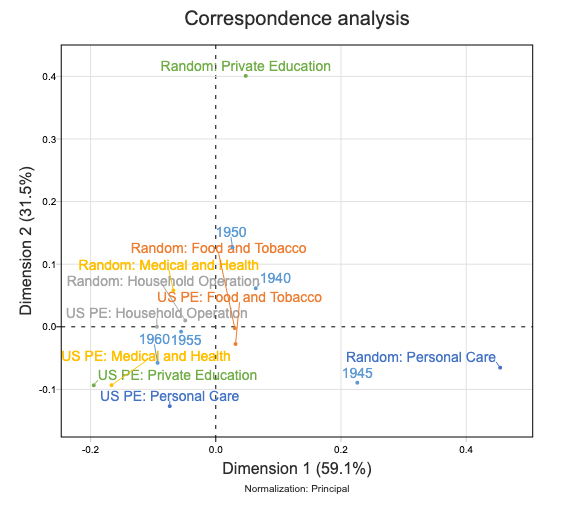 Correspondence analysis
Random: Private Education
0.4
0.3
0.2
1950
Random: Food and Tobacco
Random: Medical and Health
0.1
Random: Household Operation
1940
US PE: Food and Tobacco
US PE: Household Operation
0.0
1960
1955
US PE: Medical and Health
Random: Personal Care
1945
US PE: Private Education
-0.1
US PE: Personal Care
Dimension 2 (31.5%)
-0.2
0.0
0.2
0.4
Dimension 1 (59.1%)
Normalization: Principal